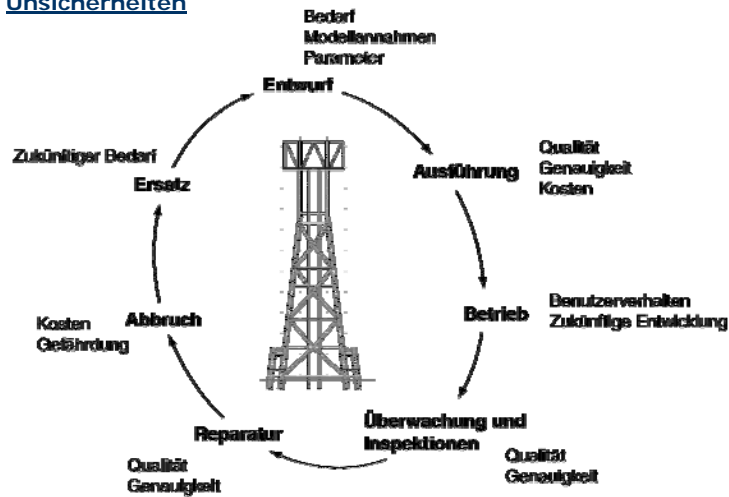 Unsicherheiten
Bedarf
Modellannahmen
Parameter
Entwurf
Qualität
Genauigkeit
Kosten
Ausführung
Benutzerverhalten
Zukünftige Entwicklung
Betrieb
Überwachung und
Inspektionen
Qualität
Genauigkeit
Reparatur
Qualität
Genauigkeit
Abbruch
Kosten
Gefährdung
Zukünftiger Bedarf
Ersatz